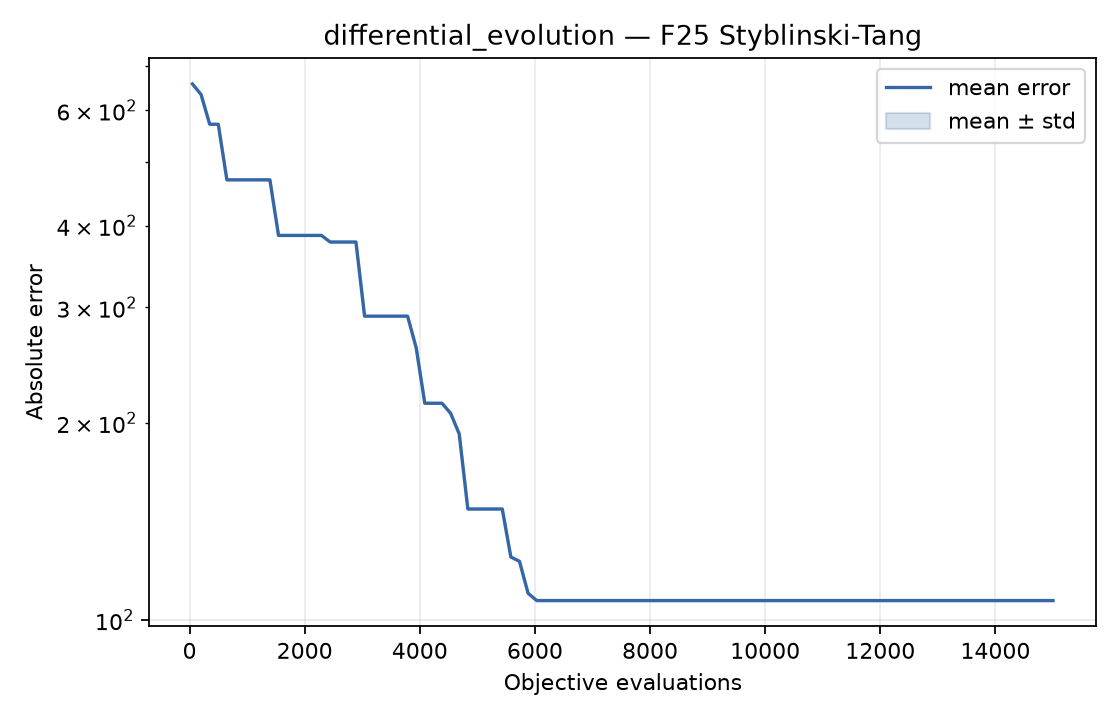 differential_evolution — F25 Styblinski-Tang
mean error
mean ± std
6 × 10²
4 × 10²
3 × 10²
2 × 10²
10²
Absolute error
0 2000 4000 6000 8000 10000 12000 14000
Objective evaluations